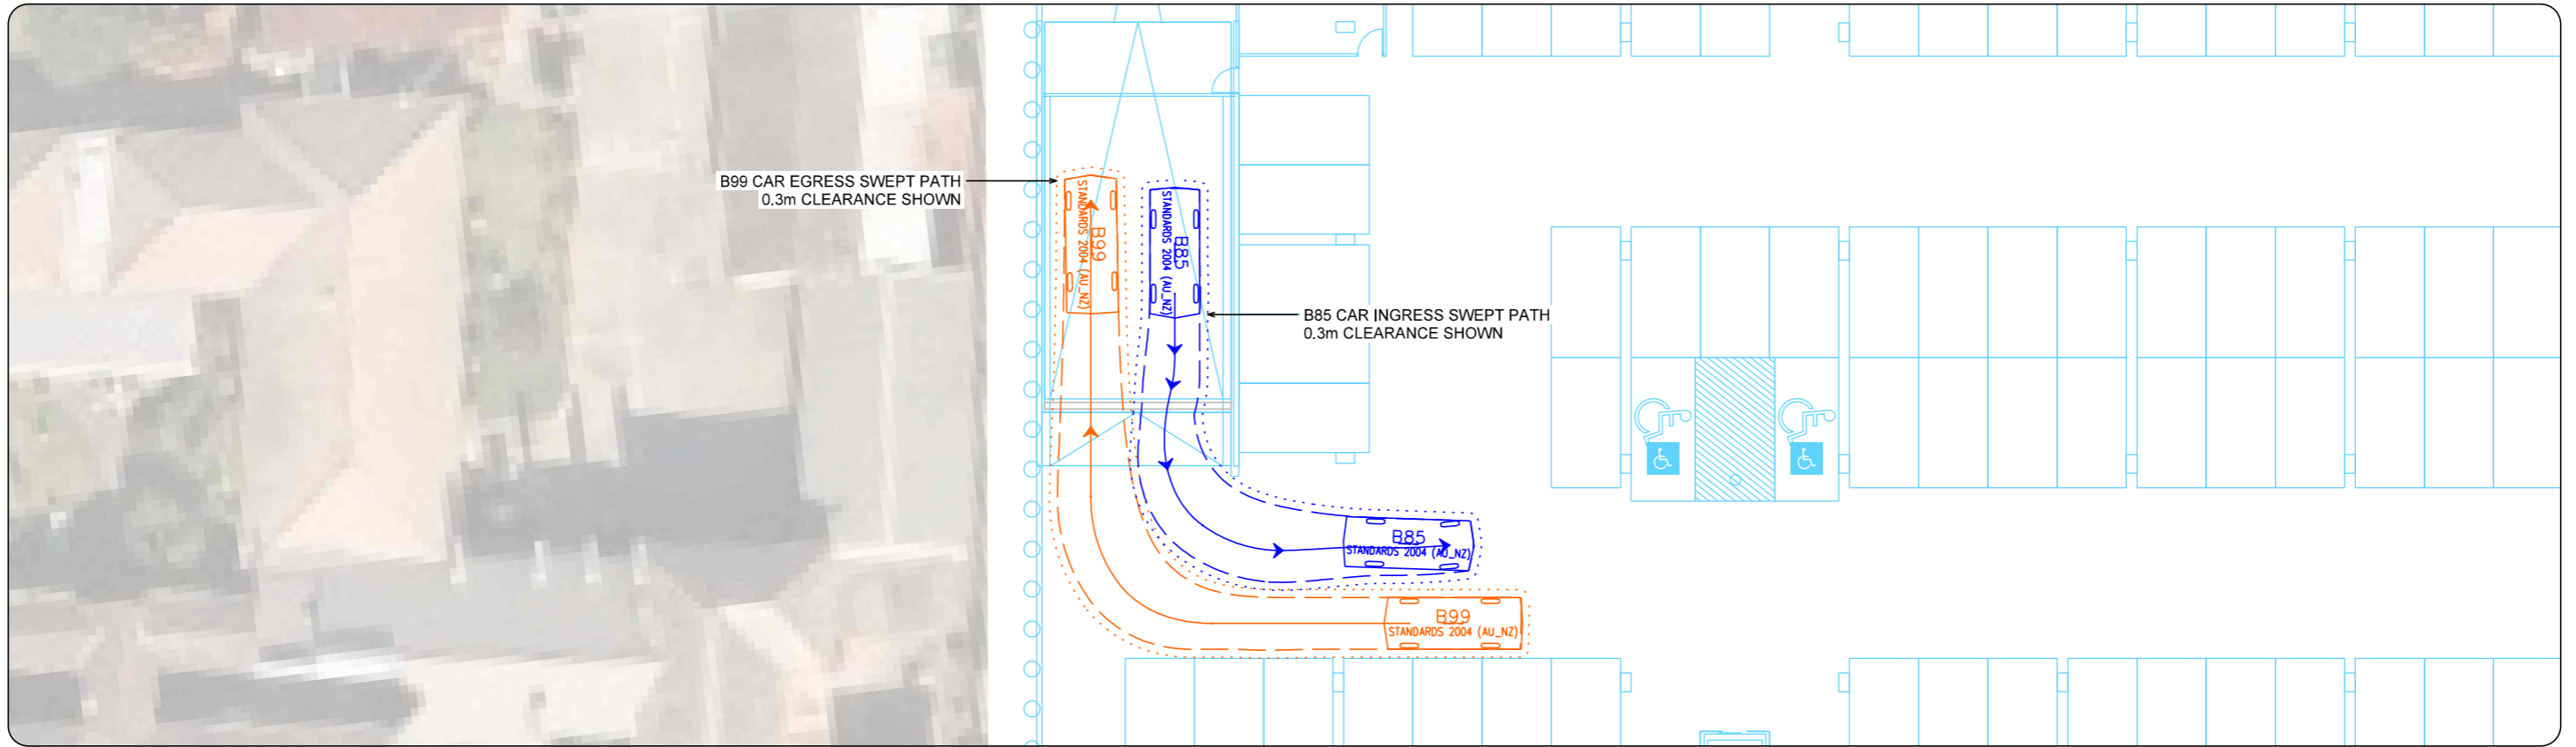 B99 CAR EGRESS SWEPT PATH
0.3m CLEARANCE SHOWN
B99
STANDARDS 2004 (AU_NZ)
B85
STANDARDS 2004 (AU_NZ)
B85 CAR INGRESS SWEPT PATH
0.3m CLEARANCE SHOWN
B85
STANDARDS 2004 (AU_NZ)
B99
STANDARDS 2004 (AU_NZ)